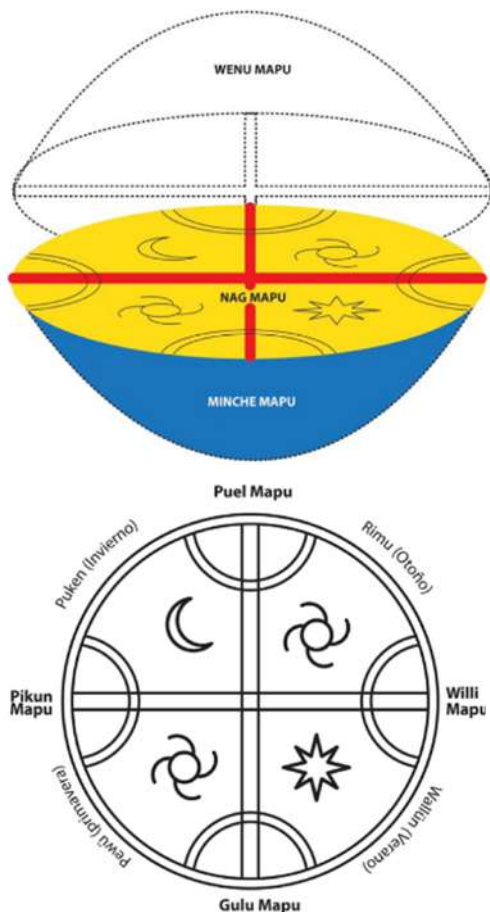 WENU MAPU
NAG MAPU
MINCHE MAPU
Puel Mapu
Puken (Invierno)
Rimu (Otoño)
Pikun
Mapu
Willi
Mapu
Pewü (primavera)
Walün (Verano)
Gulu Mapu